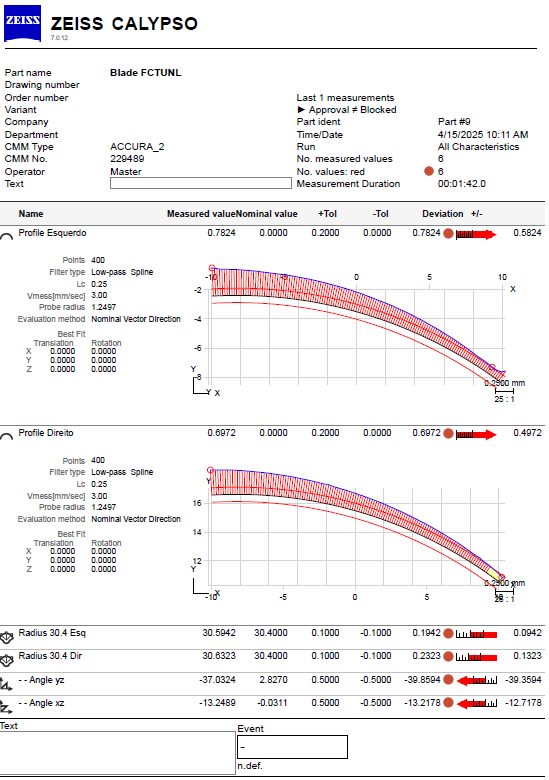 ZEISS
ZEISS CALYPSO
7.0.12
Part name Blade FCTUNL
Drawing number
Order number Last 1 measurements
Variant ► Approval ≠ Blocked
Company Part ident Part #9
Department Time/Date 4/15/2025 10:11 AM
CMM Type ACCURA_2 Run All Characteristics
CMM No. 229489 No. measured values 6
Operator Master No. values: red 6
Text Measurement Duration 00:01:42.0
Name Measured value Nominal value +Tol -Tol Deviation +/-
Profile Esquerdo 0.7824 0.0000 0.2000 0.0000 0.7824 0.5824
Points 400
Filter type Low-pass Spline
Lc 0.25
Vmess[mm/sec] 3.00
Probe radius 1.2497
Evaluation method Nominal Vector Direction
Best Fit
Translation Rotation
X 0.0000 0.0000
Y 0.0000 0.0000
Z 0.0000 0.0000
-10 -5 0 5 10
X
-2
-4
-6
-8
Y
Y X
0.2500 mm
25 : 1
Profile Direito 0.6972 0.0000 0.2000 0.0000 0.6972 0.4972
Points 400
Filter type Low-pass Spline
Lc 0.25
Vmess[mm/sec] 3.00
Probe radius 1.2497
Evaluation method Nominal Vector Direction
Best Fit
Translation Rotation
X 0.0000 0.0000
Y 0.0000 0.0000
Z 0.0000 0.0000
Y
16
14
12
Y
X
-10 -5 0 5 10
0.2500 mm
25 : 1
Radius 30.4 Esq 30.5942 30.4000 0.1000 -0.1000 0.1942 0.0942
Radius 30.4 Dir 30.6323 30.4000 0.1000 -0.1000 0.2323 0.1323
- - Angle yz -37.0324 2.8270 0.5000 -0.5000 -39.8594 -39.3594
- - Angle xz -13.2489 -0.0311 0.5000 -0.5000 -13.2178 -12.7178
Text Event
–
n.def.